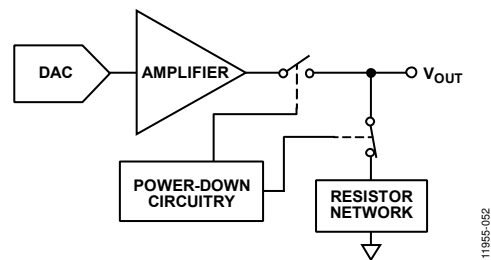 DAC
AMPLIFIER
VOUT
POWER-DOWN
CIRCUITRY
RESISTOR
NETWORK
11955-052